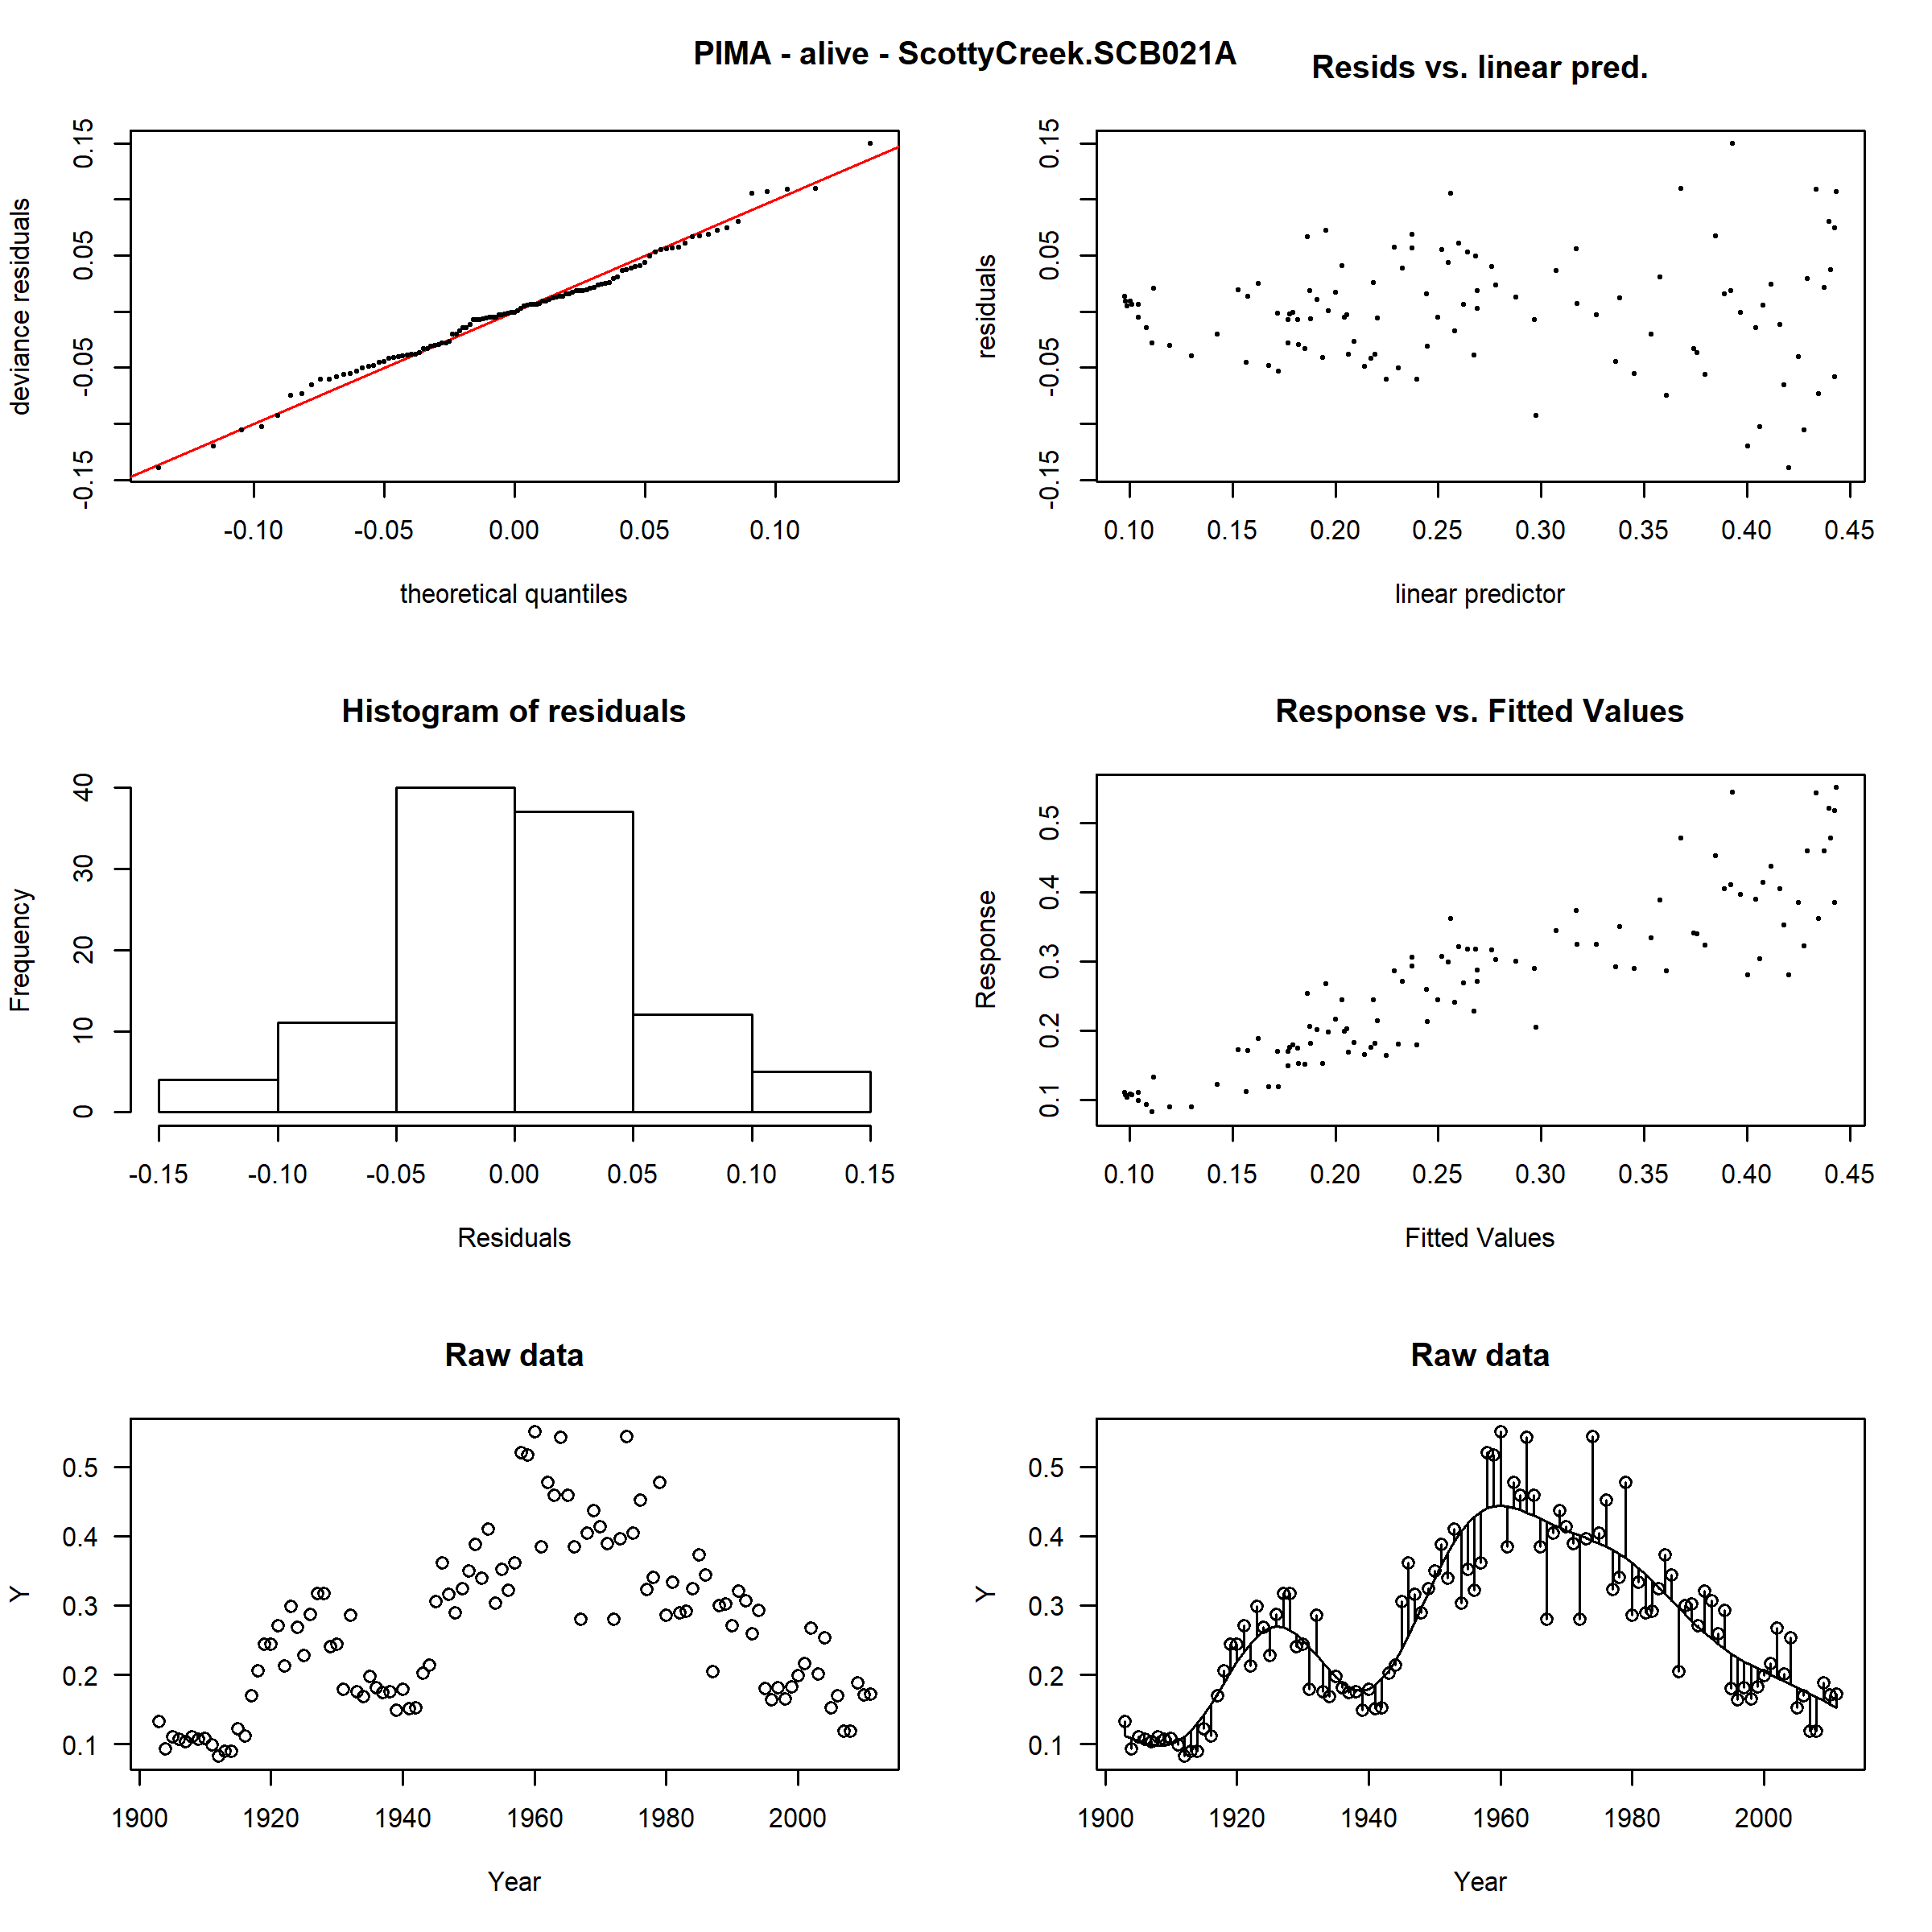 PIMA - alive - ScottyCreek.SCB021A
deviance residuals
-0.15 -0.05 0.05 0.15
-0.10 -0.05 0.00 0.05 0.10
theoretical quantiles
Resids vs. linear pred.
residuals
-0.15 -0.05 0.05 0.15
0.10 0.15 0.20 0.25 0.30 0.35 0.40 0.45
linear predictor
Histogram of residuals
Frequency
0 10 20 30 40
-0.15 -0.10 -0.05 0.00 0.05 0.10 0.15
Residuals
Response vs. Fitted Values
Response
0.1 0.2 0.3 0.4 0.5
0.10 0.15 0.20 0.25 0.30 0.35 0.40 0.45
Fitted Values
Raw data
Y
0.5
0.4
0.3
0.2
0.1
1900 1920 1940 1960 1980 2000
Year
Raw data
Y
0.5
0.4
0.3
0.2
0.1
1900 1920 1940 1960 1980 2000
Year